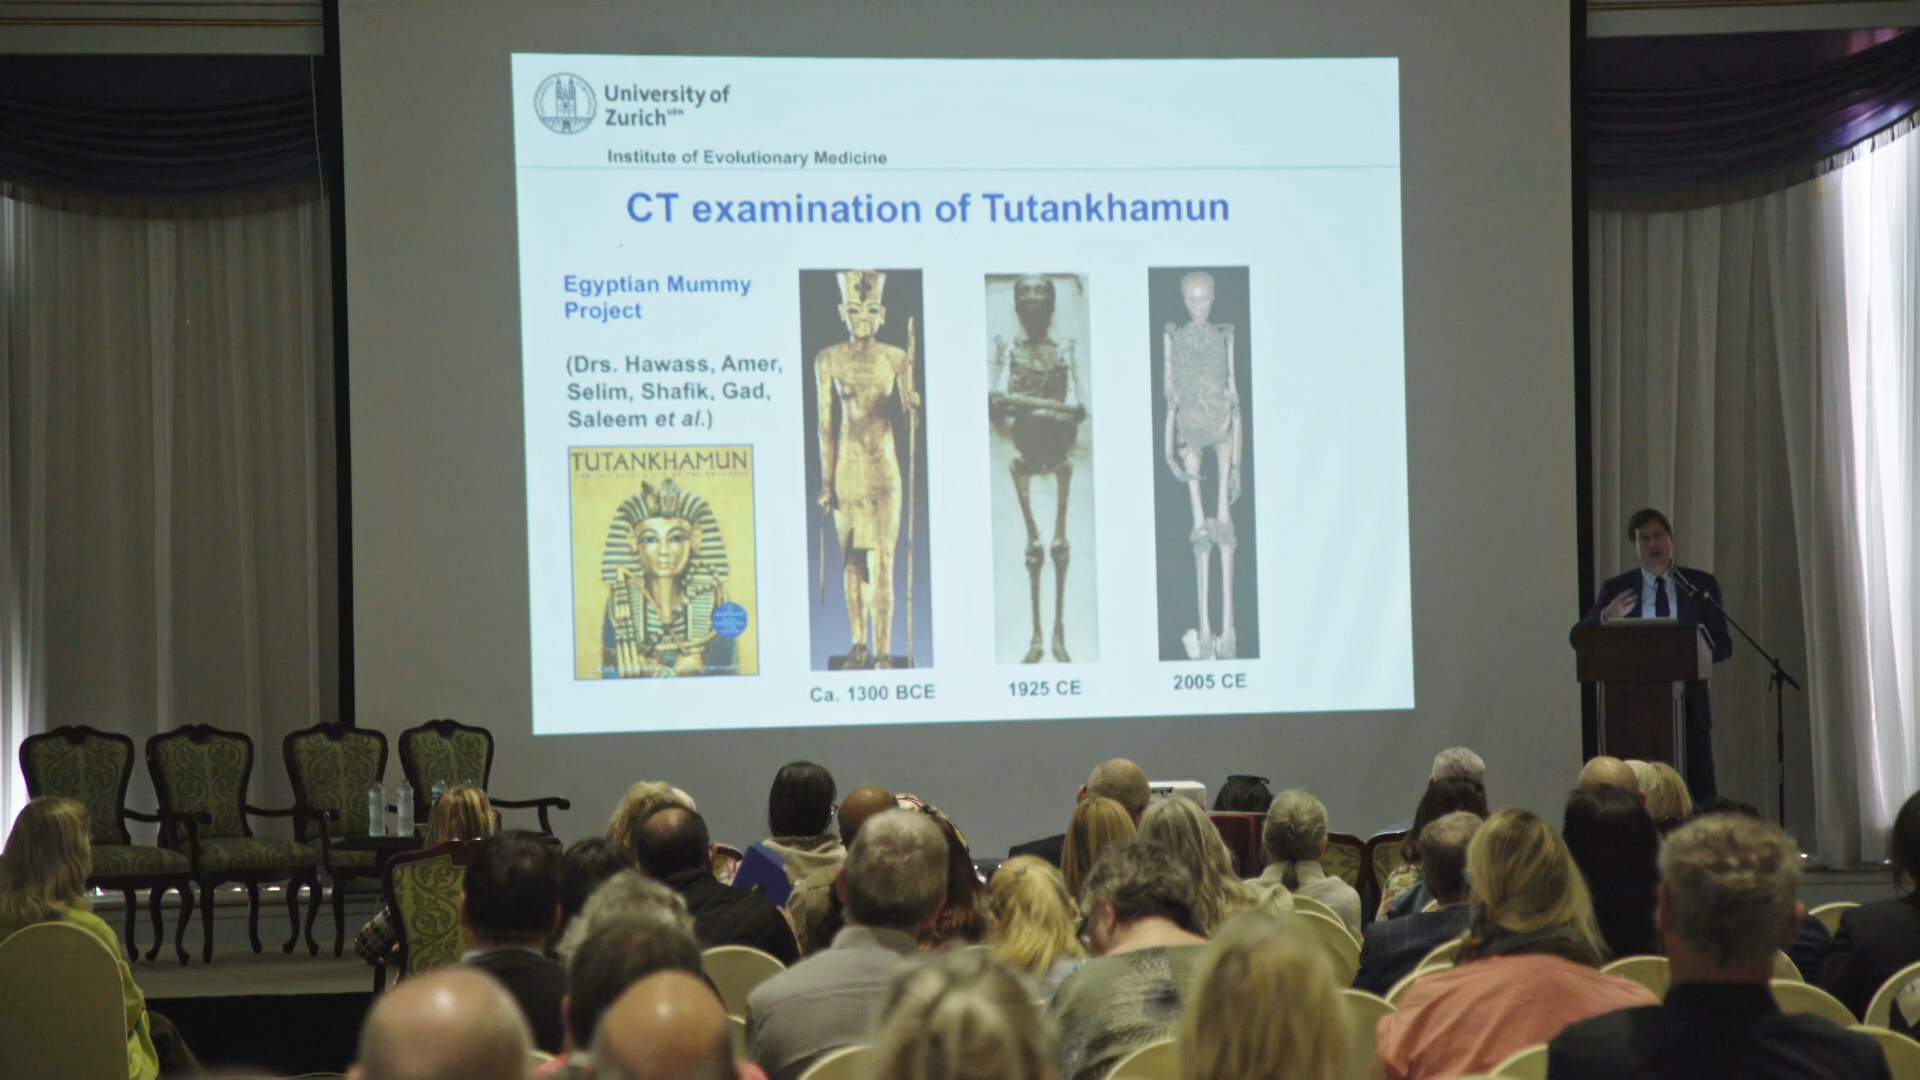 University of
Zurich UZH
Institute of Evolutionary Medicine
CT examination of Tutankhamun
Egyptian Mummy
Project
(Drs. Hawass, Amer,
Selim, Shafik, Gad,
Saleem et al.)
TUTANKHAMUN
Ca. 1300 BCE
1925 CE
2005 CE